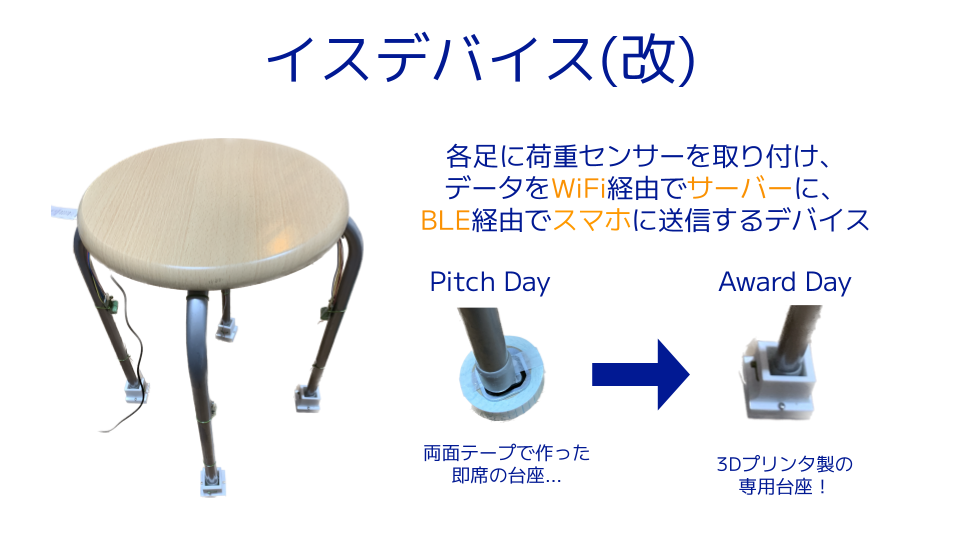 イスデバイス(改)
各足に荷重センサーを取り付け、
データをWiFi経由でサーバーに、
BLE経由でスマホに送信するデバイス
Pitch Day
Award Day
両面テープで作った
即席の台座...
3Dプリンタ製の
専用台座！